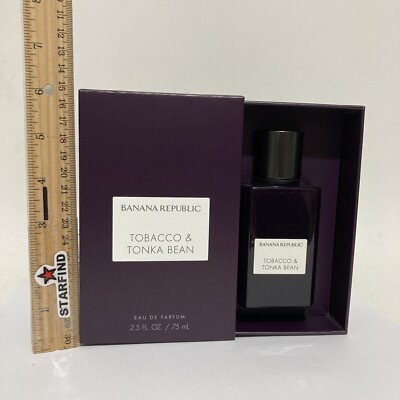 BANANA REPUBLIC
TOBACCO &
TONKA BEAN
EAU DE PARFUM
2.5 FL. OZ. / 75 mL
BANANA REPUBLIC
TOBACCO &
TONKA BEAN
STARFIND